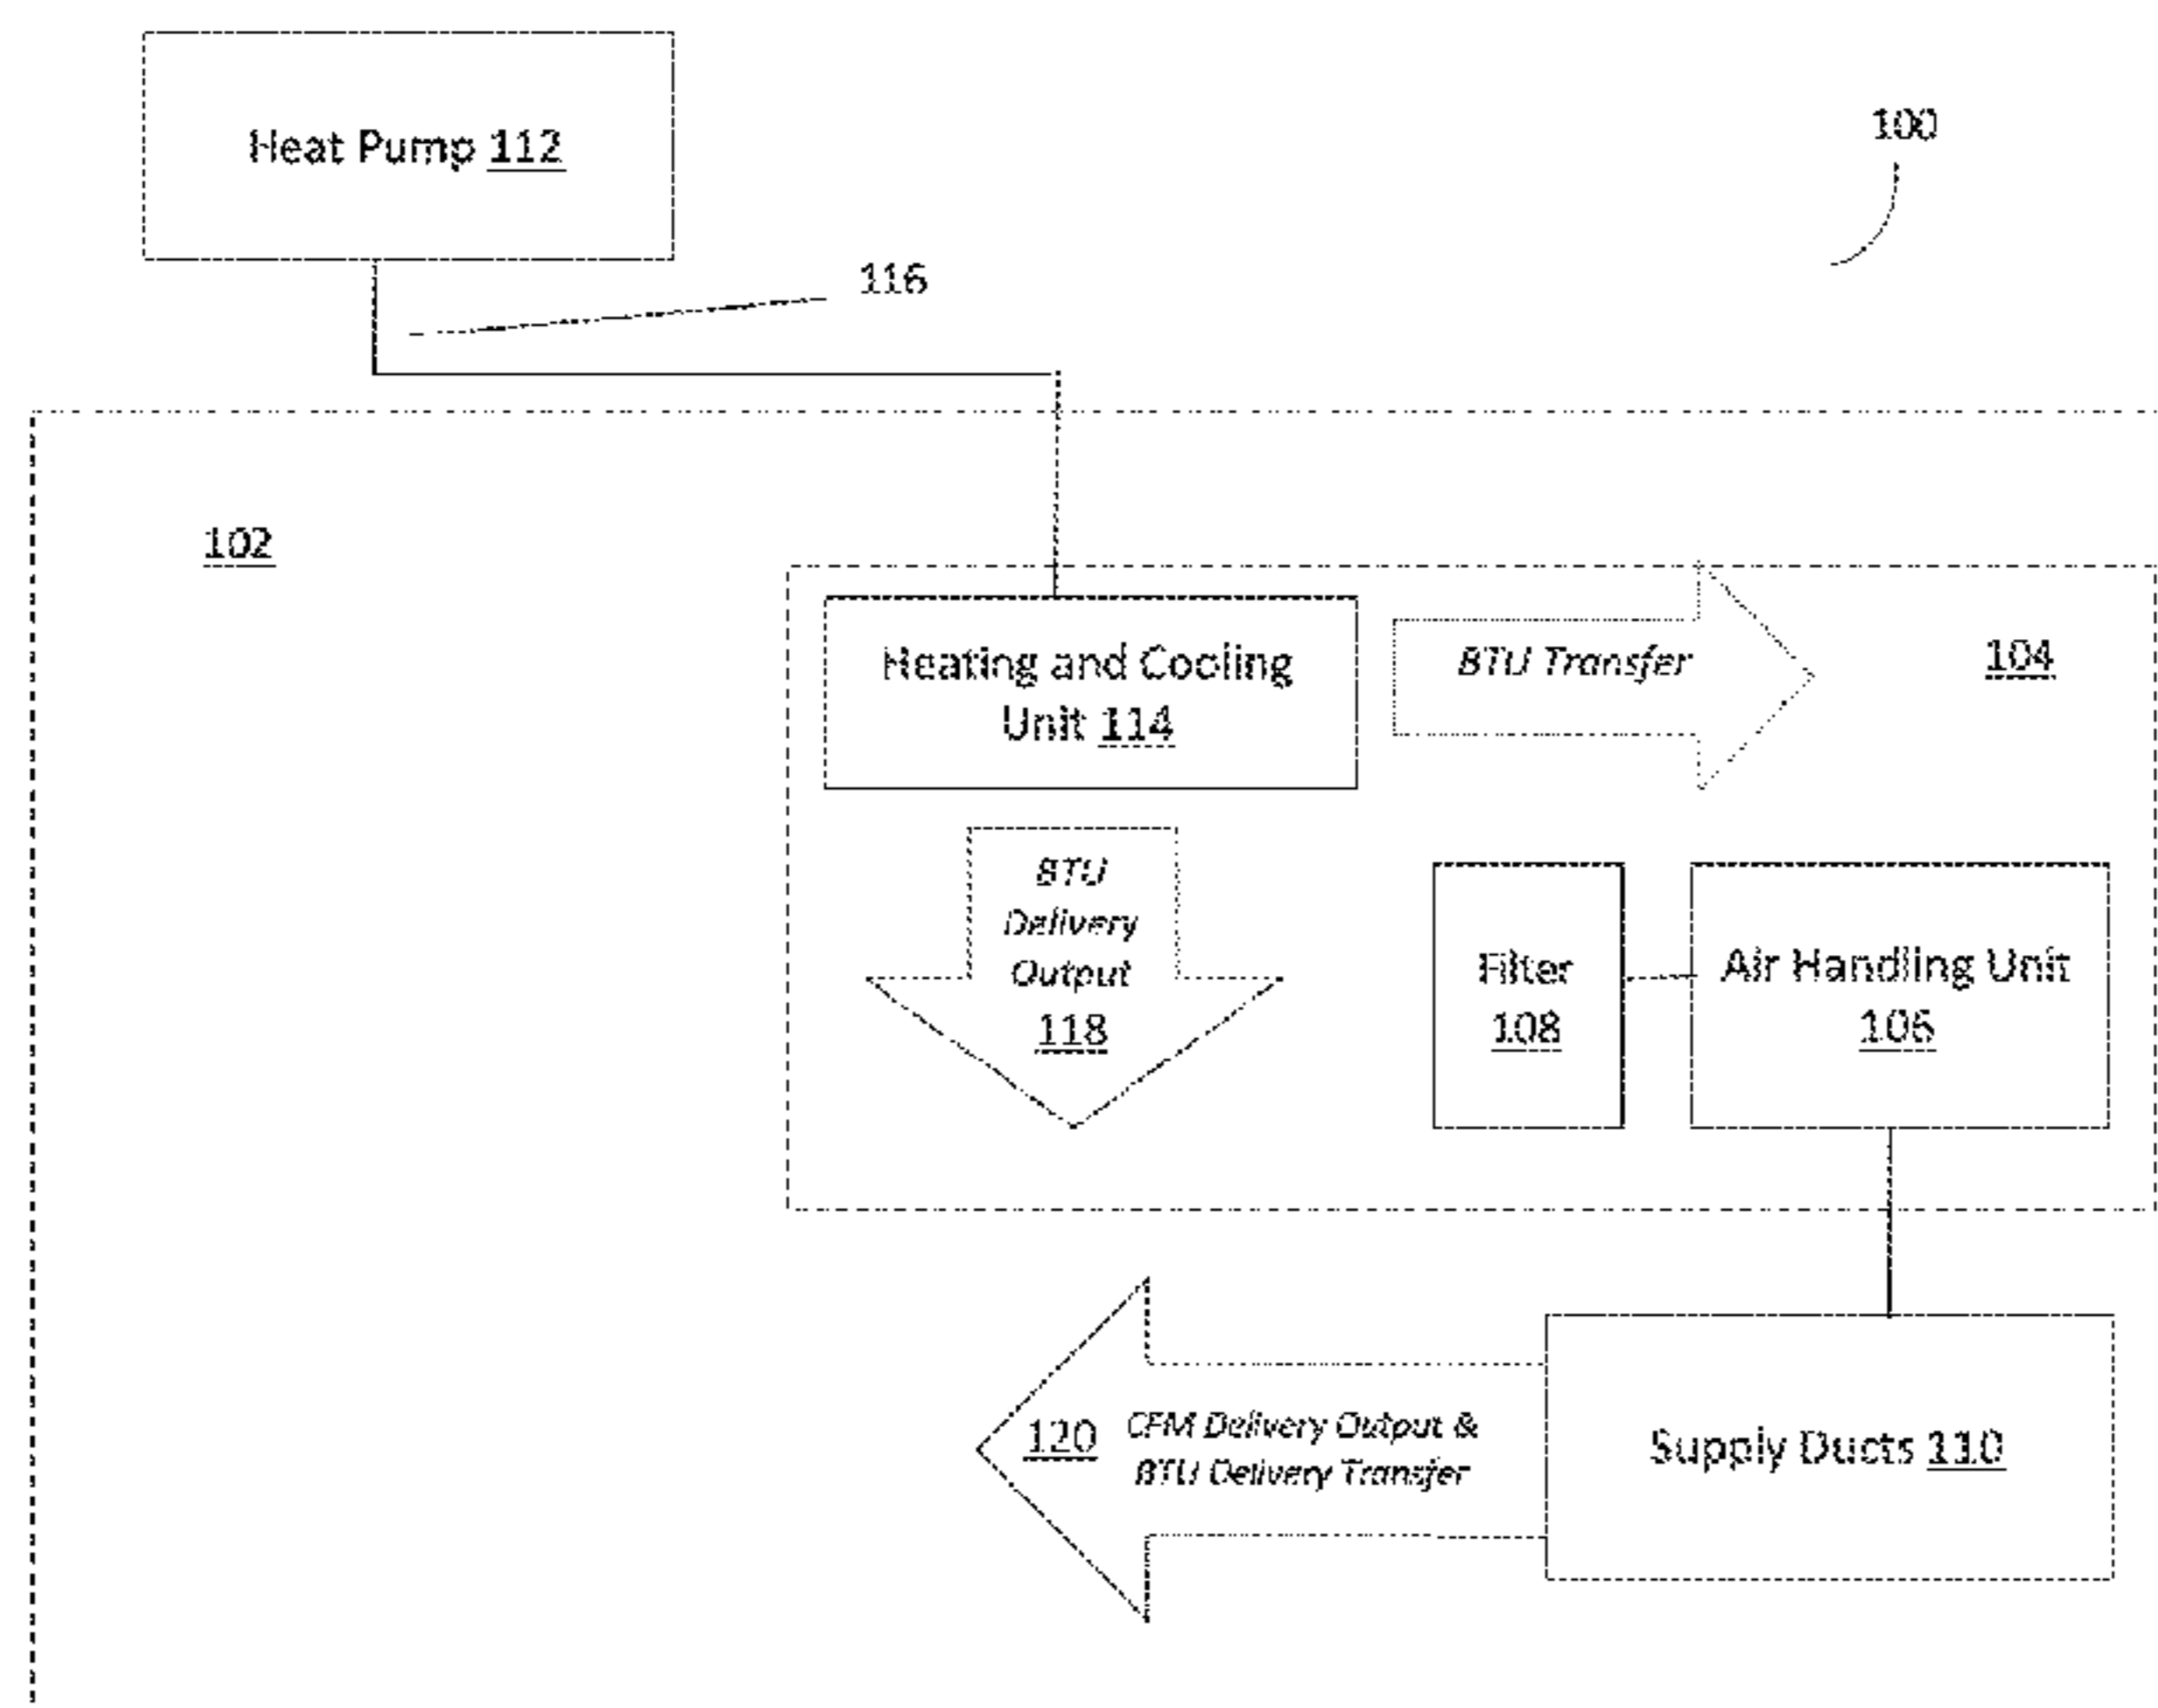 Heat Pump 112
100
116
102
Heating and Cooling
Unit 114
BTU Transfer
104
BTU
Delivery
Output
118
Filter
108
Air Handling Unit
106
120
CFM Delivery Output &
BTU Delivery Transfer
Supply Ducts 110